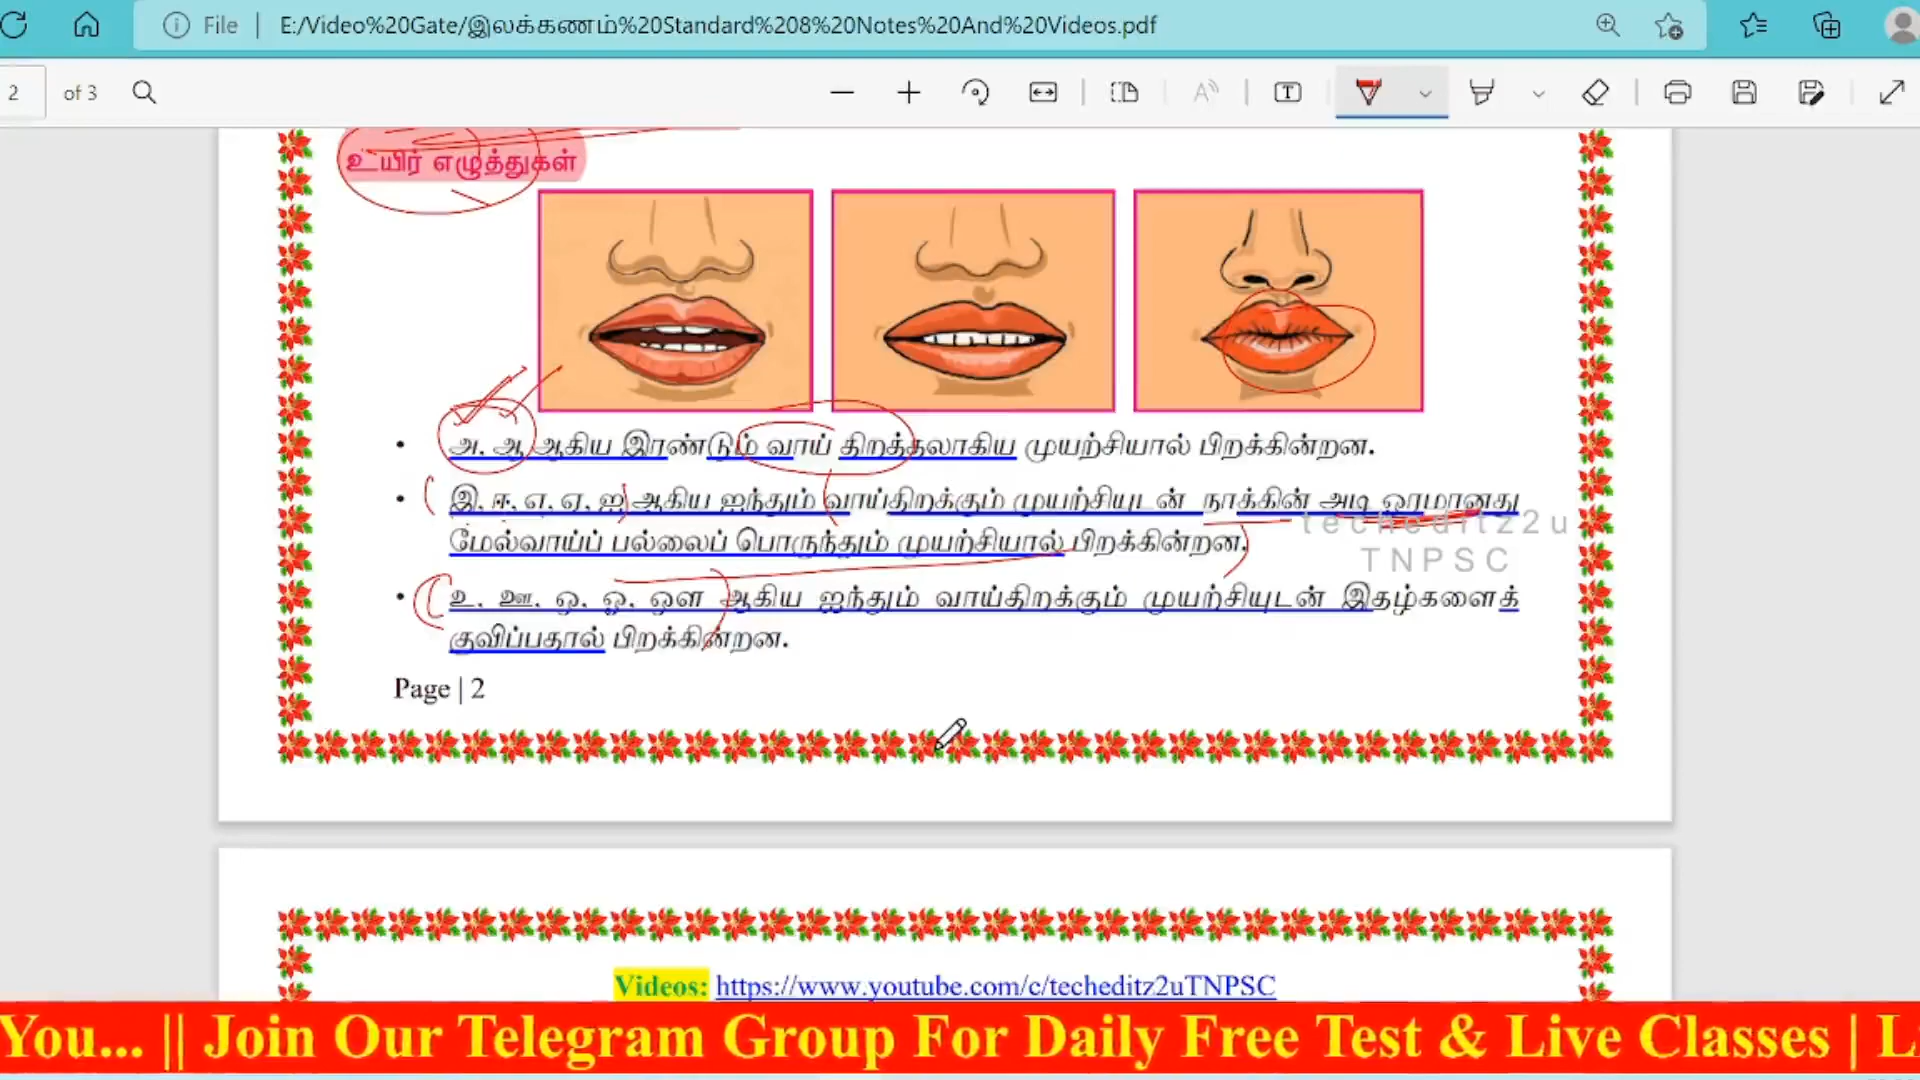 File
E:/Video%20Gate/இலக்கணம்%20Standard%208%20Notes%20And%20Videos.pdf
2 of 3
உயிர் எழுத்துகள்
• அ, ஆ ஆகிய இரண்டும் வாய் திறத்தலாகிய முயற்சியால் பிறக்கின்றன.
• இ, ஈ, எ, ஏ, ஐ ஆகிய ஐந்தும் வாய்திறக்கும் முயற்சியுடன் நாக்கின் அடி ஓரமானது
மேல்வாய்ப் பல்லைப் பொருந்தும் முயற்சியால் பிறக்கின்றன.
techeditz2u
TNPSC
• உ, ஊ, ஒ, ஓ, ஔ ஆகிய ஐந்தும் வாய்திறக்கும் முயற்சியுடன் இதழ்களைக்
குவிப்பதால் பிறக்கின்றன.
Page | 2
Videos: https://www.youtube.com/c/techeditz2uTNPSC
You... || Join Our Telegram Group For Daily Free Test & Live Classes | L